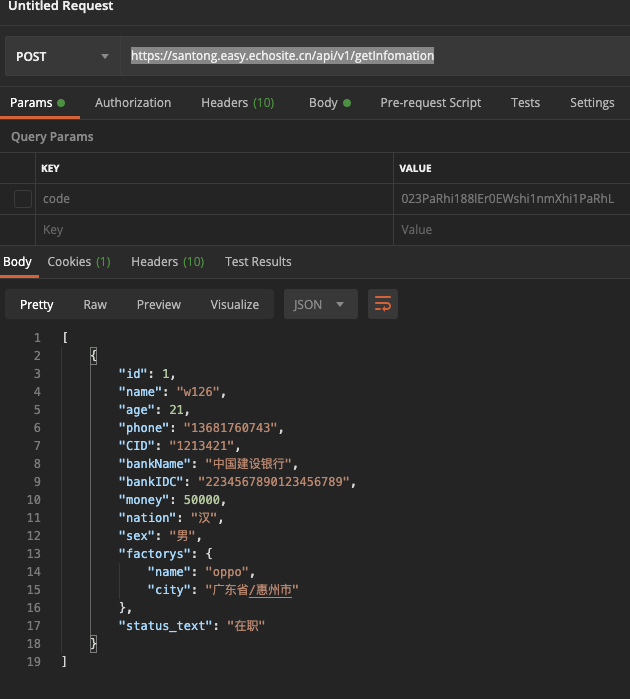 Untitled Request
POST https://santong.easy.echosite.cn/api/v1/getInfomation
Params Authorization Headers (10) Body Pre-request Script Tests Settings
Query Params
KEY VALUE
code 023PaRhi188lEr0EWshi1nmXhi1PaRhL
Key Value
Body Cookies (1) Headers (10) Test Results
Pretty Raw Preview Visualize JSON
1 [
2 {
3 "id": 1,
4 "name": "w126",
5 "age": 21,
6 "phone": "13681760743",
7 "CID": "1213421",
8 "bankName": "中国建设银行",
9 "bankIDC": "2234567890123456789",
10 "money": 50000,
11 "nation": "汉",
12 "sex": "男",
13 "factorys": {
14 "name": "oppo",
15 "city": "广东省/惠州市"
16 },
17 "status_text": "在职"
18 }
19 ]